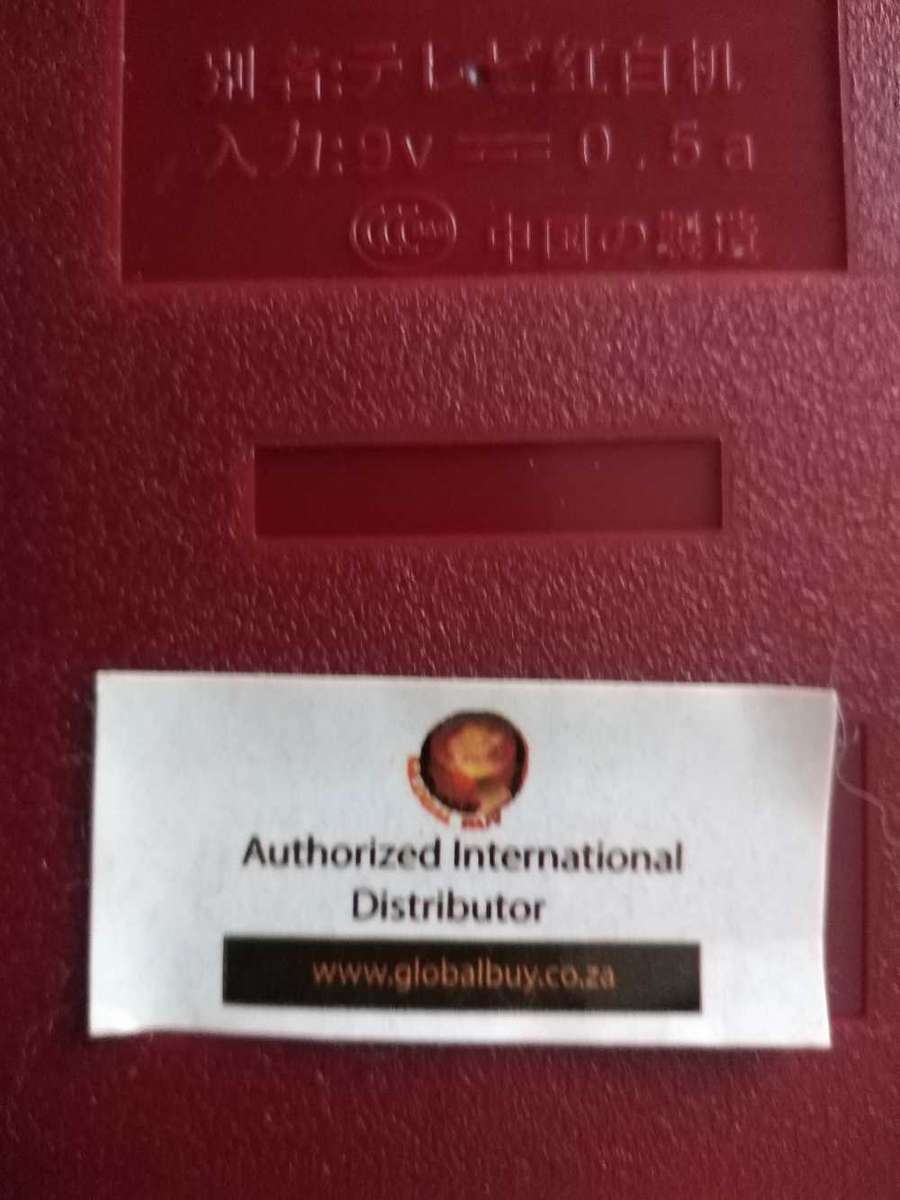 別名:テレビ红白机
入力:9v 0.5a
中国の製造
Authorized International
Distributor
www.globalbuy.co.za